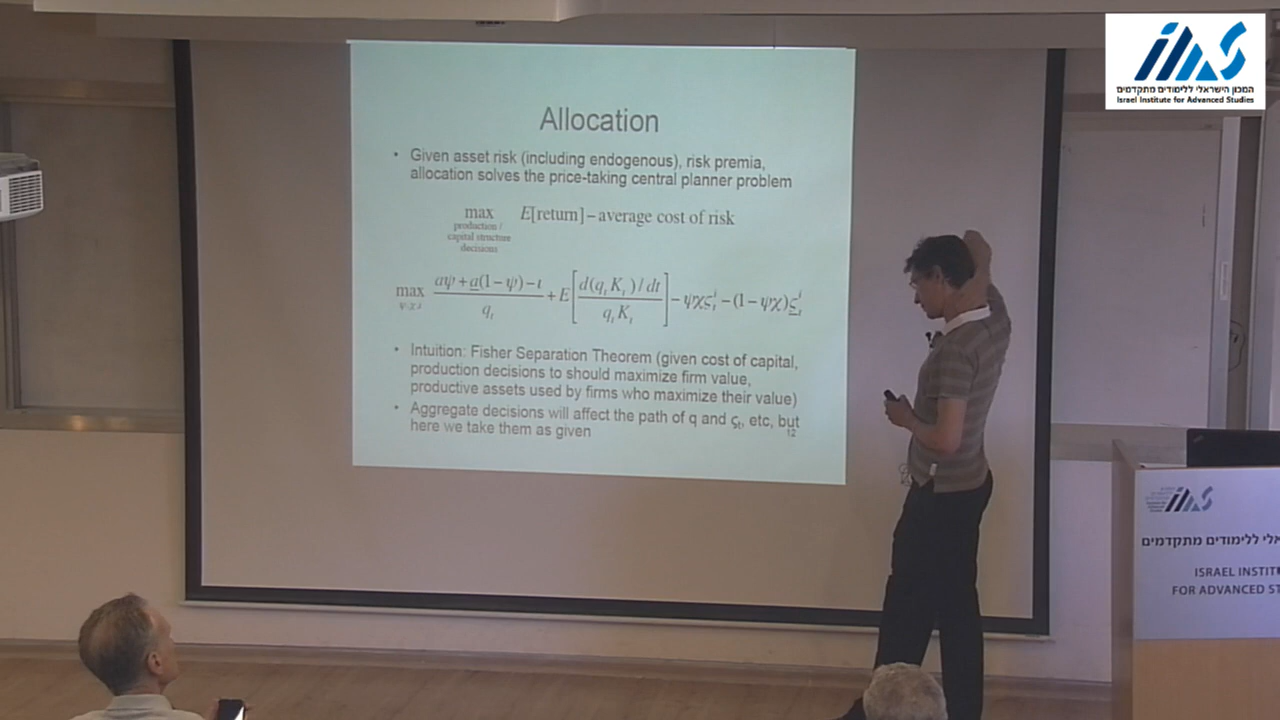 המכון הישראלי ללימודים מתקדמים
Israel Institute for Advanced Studies
Allocation
• Given asset risk (including endogenous), risk premia,
allocation solves the price-taking central planner problem
max E[return] – average cost of risk
production /
capital structure
decisions
max aψ + a(1 − ψ) − ι / q_t + E[ d(q_t K_t) / dt / q_t K_t ] − ψχς_t^i − (1 − ψχ)ς_t^i
• Intuition: Fisher Separation Theorem (given cost of capital,
production decisions to should maximize firm value,
productive assets used by firms who maximize their value)
• Aggregate decisions will affect the path of q and ς_t, etc, but
here we take them as given
12
ללימודים מתקדמים
ISRAEL INSTIT
FOR ADVANCED ST